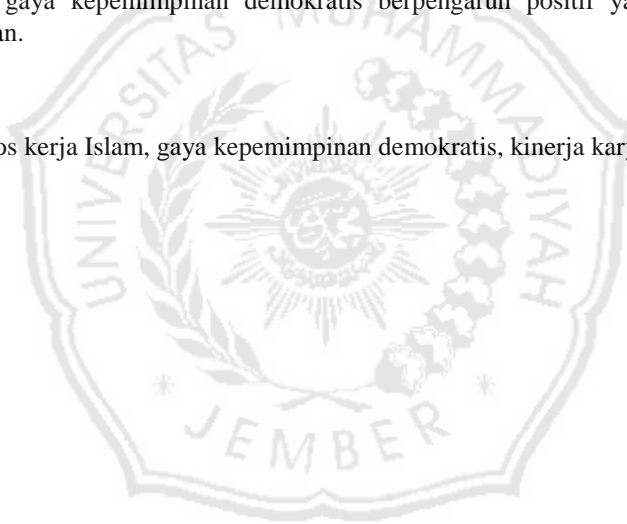 gaya kepemimpinan demokratis berpengaruh positif ya
an.
os kerja Islam, gaya kepemimpinan demokratis, kinerja kar
UNIVERSITAS MUHAMMADIYAH
JEMBER